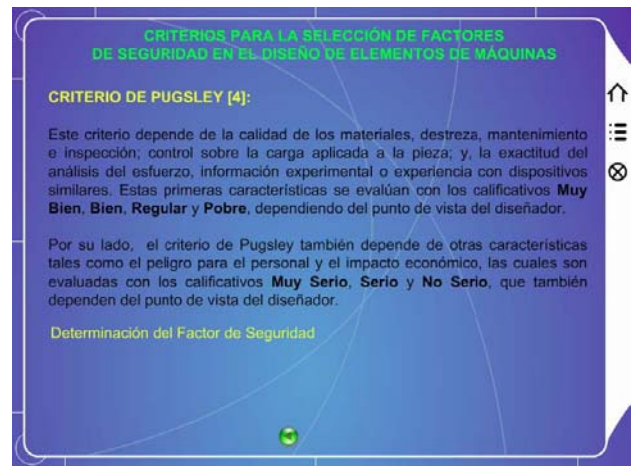 CRITERIOS PARA LA SELECCIÓN DE FACTORES
DE SEGURIDAD EN EL DISEÑO DE ELEMENTOS DE MÁQUINAS
CRITERIO DE PUGSLEY [4]:
Este criterio depende de la calidad de los materiales, destreza, mantenimiento
e inspección; control sobre la carga aplicada a la pieza; y, la exactitud del
análisis del esfuerzo, información experimental o experiencia con dispositivos
similares. Estas primeras características se evalúan con los calificativos Muy
Bien, Bien, Regular y Pobre, dependiendo del punto de vista del diseñador.
Por su lado, el criterio de Pugsley también depende de otras características
tales como el peligro para el personal y el impacto económico, las cuales son
evaluadas con los calificativos Muy Serio, Serio y No Serio, que también
dependen del punto de vista del diseñador.
Determinación del Factor de Seguridad